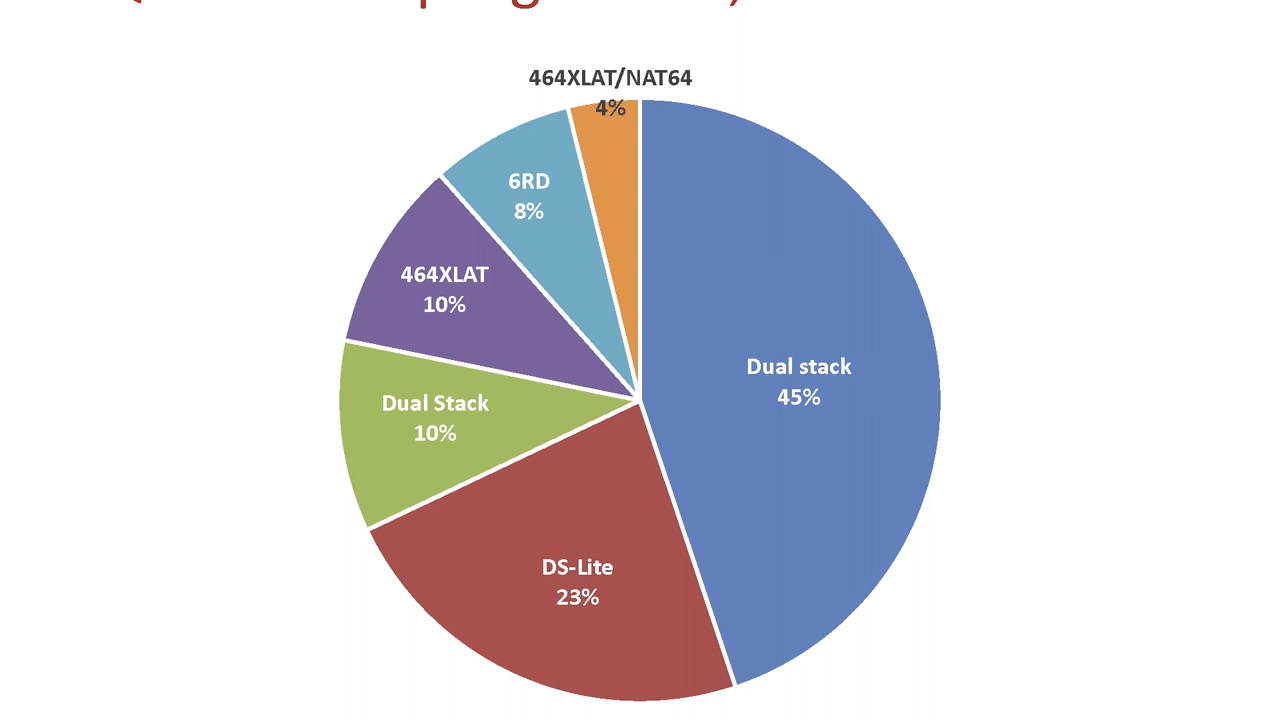 464XLAT/NAT64
4%
6RD
8%
464XLAT
10%
Dual stack
45%
Dual Stack
10%
DS-Lite
23%